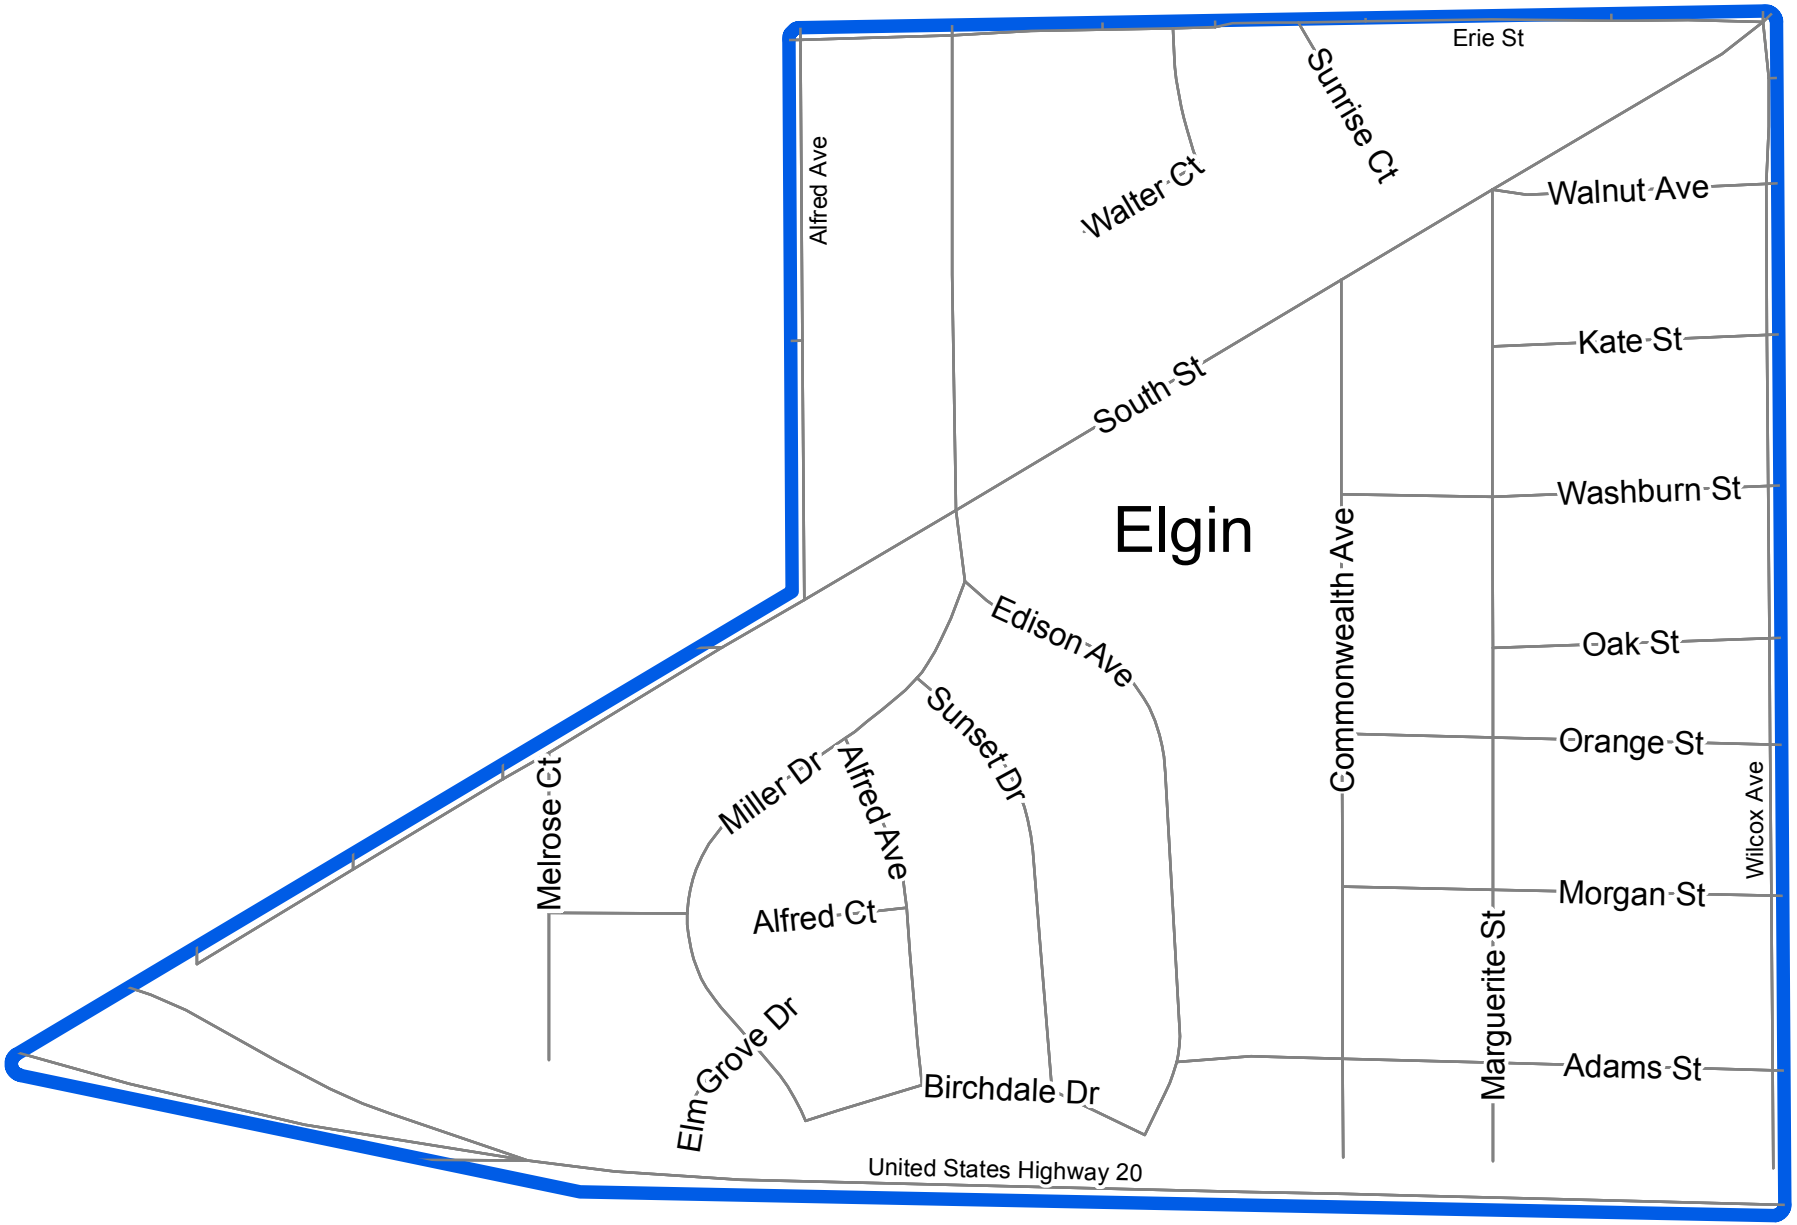 Erie St
Sunrise Ct
Alfred Ave
Walter Ct
Walnut Ave
Kate St
South St
Washburn St
Elgin
Commonwealth Ave
Edison Ave
Oak St
Sunset Dr
Orange St
Miller Dr
Alfred Ave
Melrose Ct
Wilcox Ave
Morgan St
Alfred Ct
Marguerite St
Elm Grove Dr
Adams St
Birchdale Dr
United States Highway 20